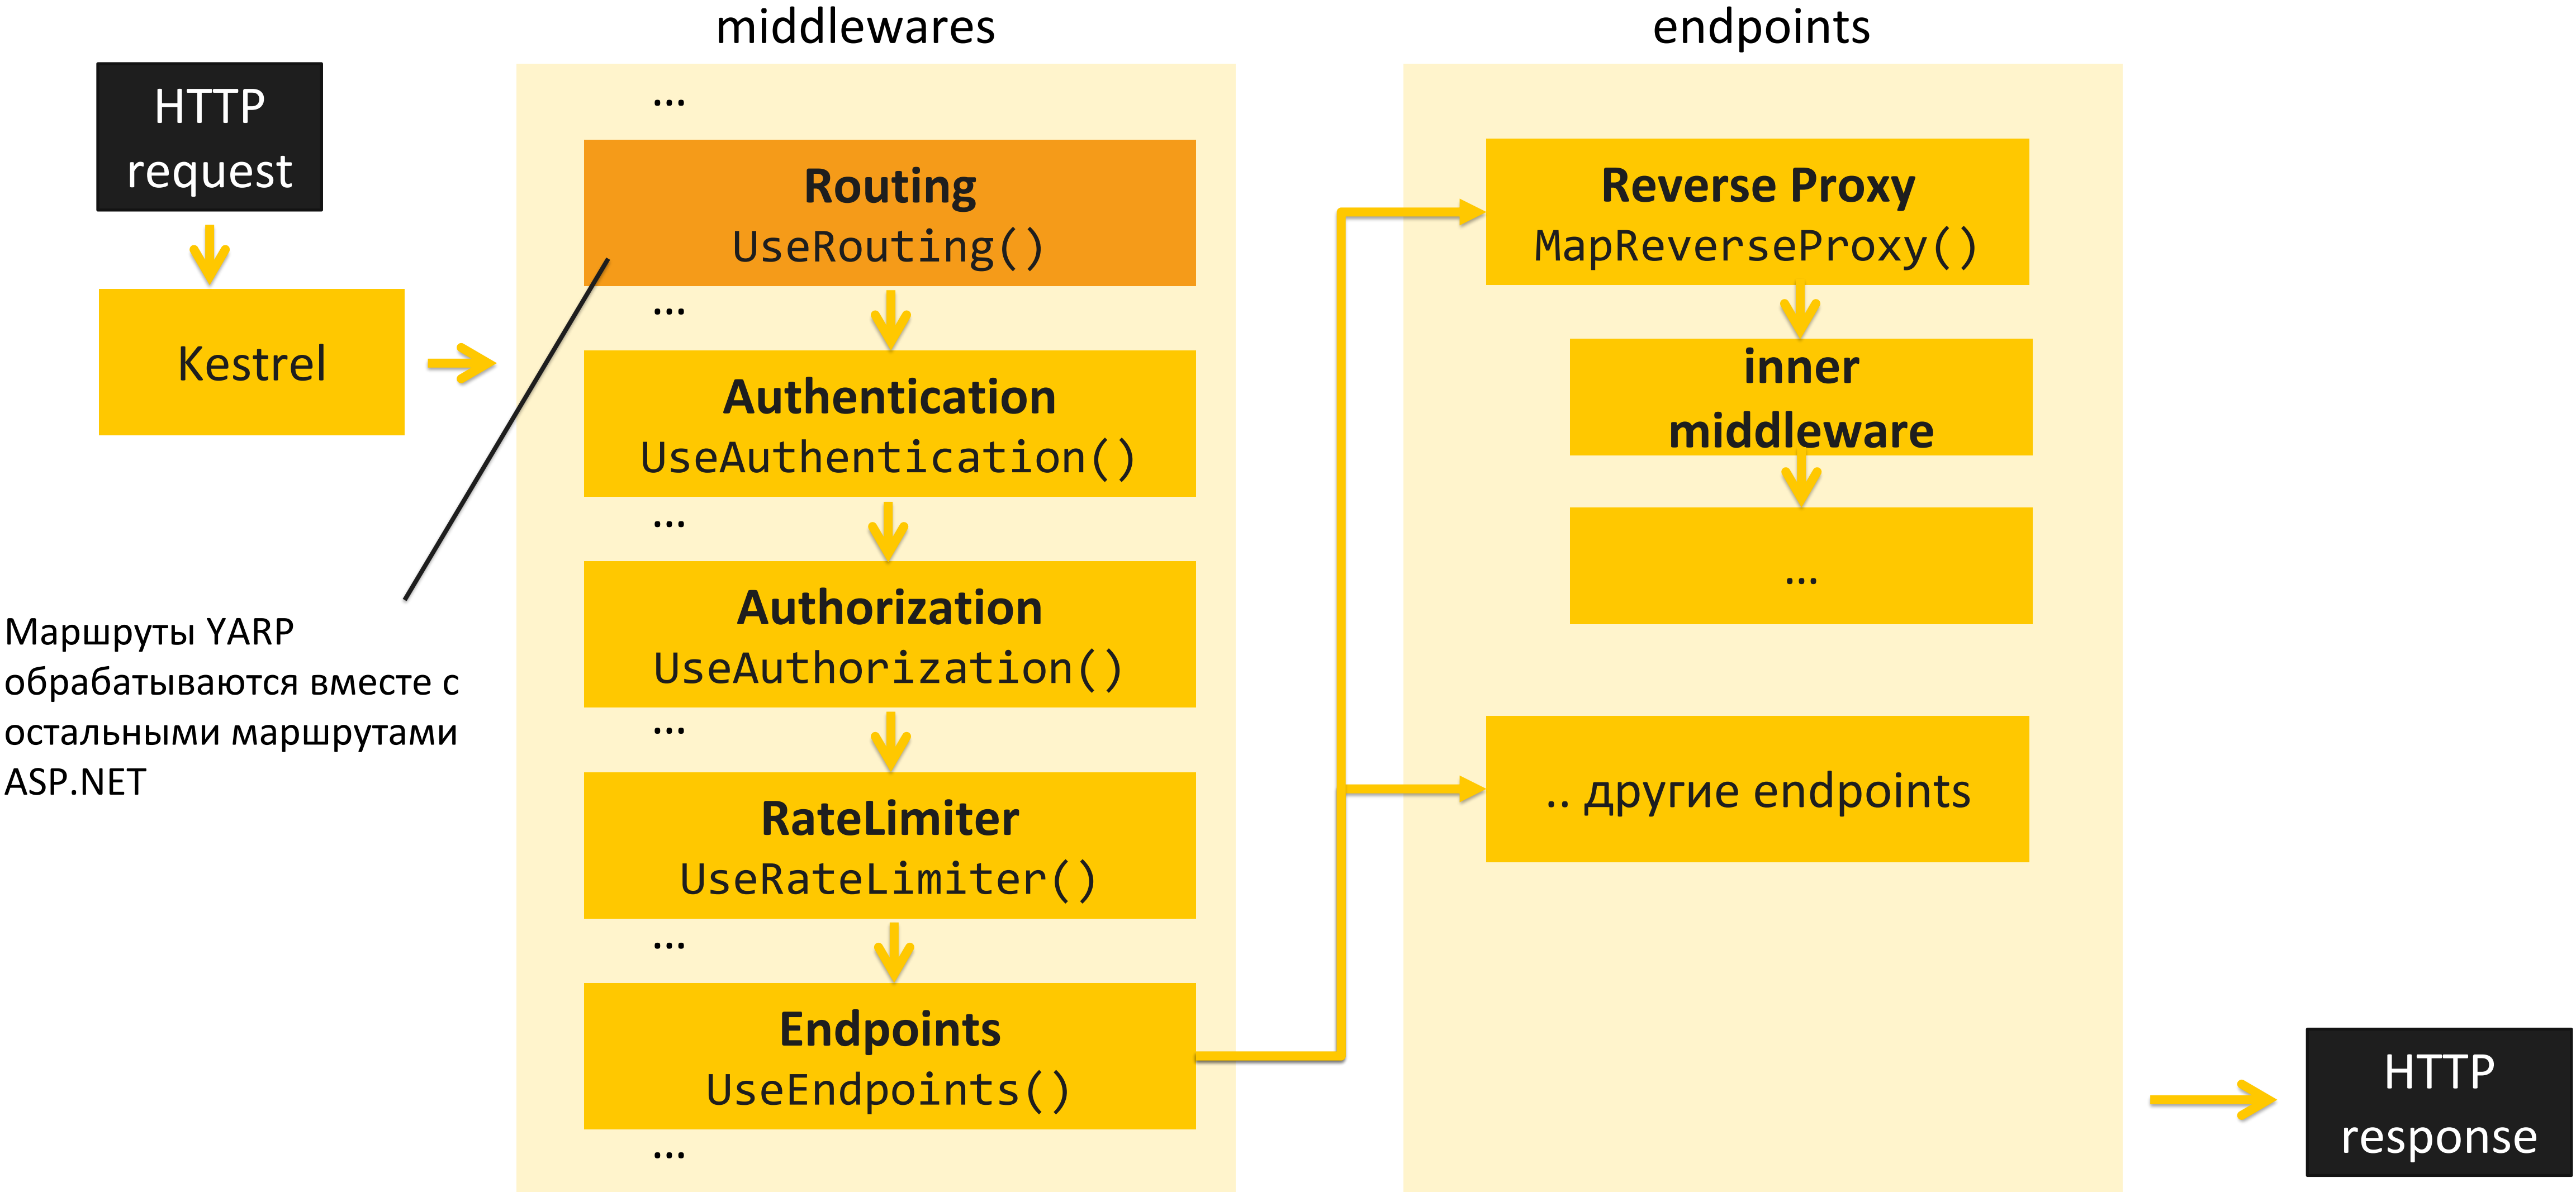 middlewares
endpoints
HTTP
request
Kestrel
Маршруты YARP
обрабатываются вместе с
остальными маршрутами
ASP.NET
...
Routing
UseRouting()
...
Authentication
UseAuthentication()
...
Authorization
UseAuthorization()
...
RateLimiter
UseRateLimiter()
...
Endpoints
UseEndpoints()
...
Reverse Proxy
MapReverseProxy()
inner
middleware
...
.. другие endpoints
HTTP
response